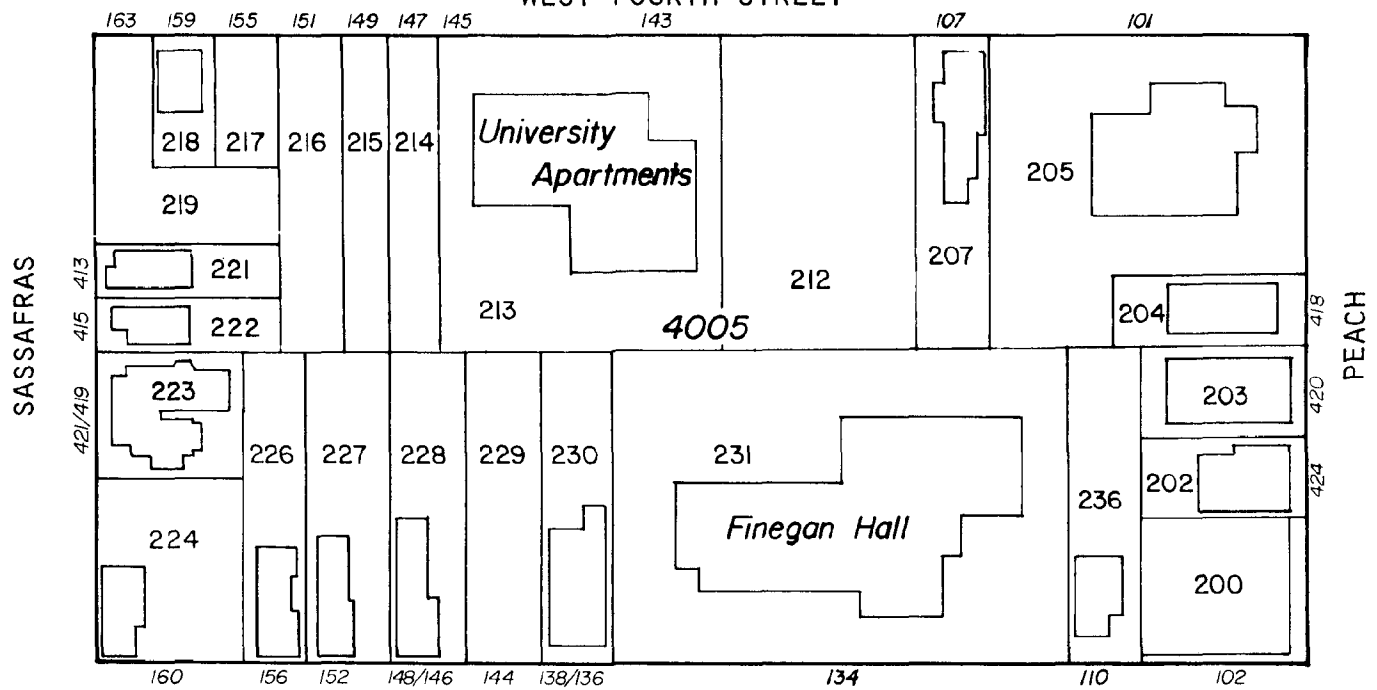 WEST FOURTH STREET
163 159 155 151 149 147 145 143 107 101
218 217 216 215 214
University
Apartments
205
219
207
212
SASSAFRAS
413
221
213
4005
204
418
PEACH
415
222
421/419
223
203
420
226 227 228 229 230 231
202
424
236
224
Finegan Hall
200
160 156 152 148/146 144 138/136 134 110 102